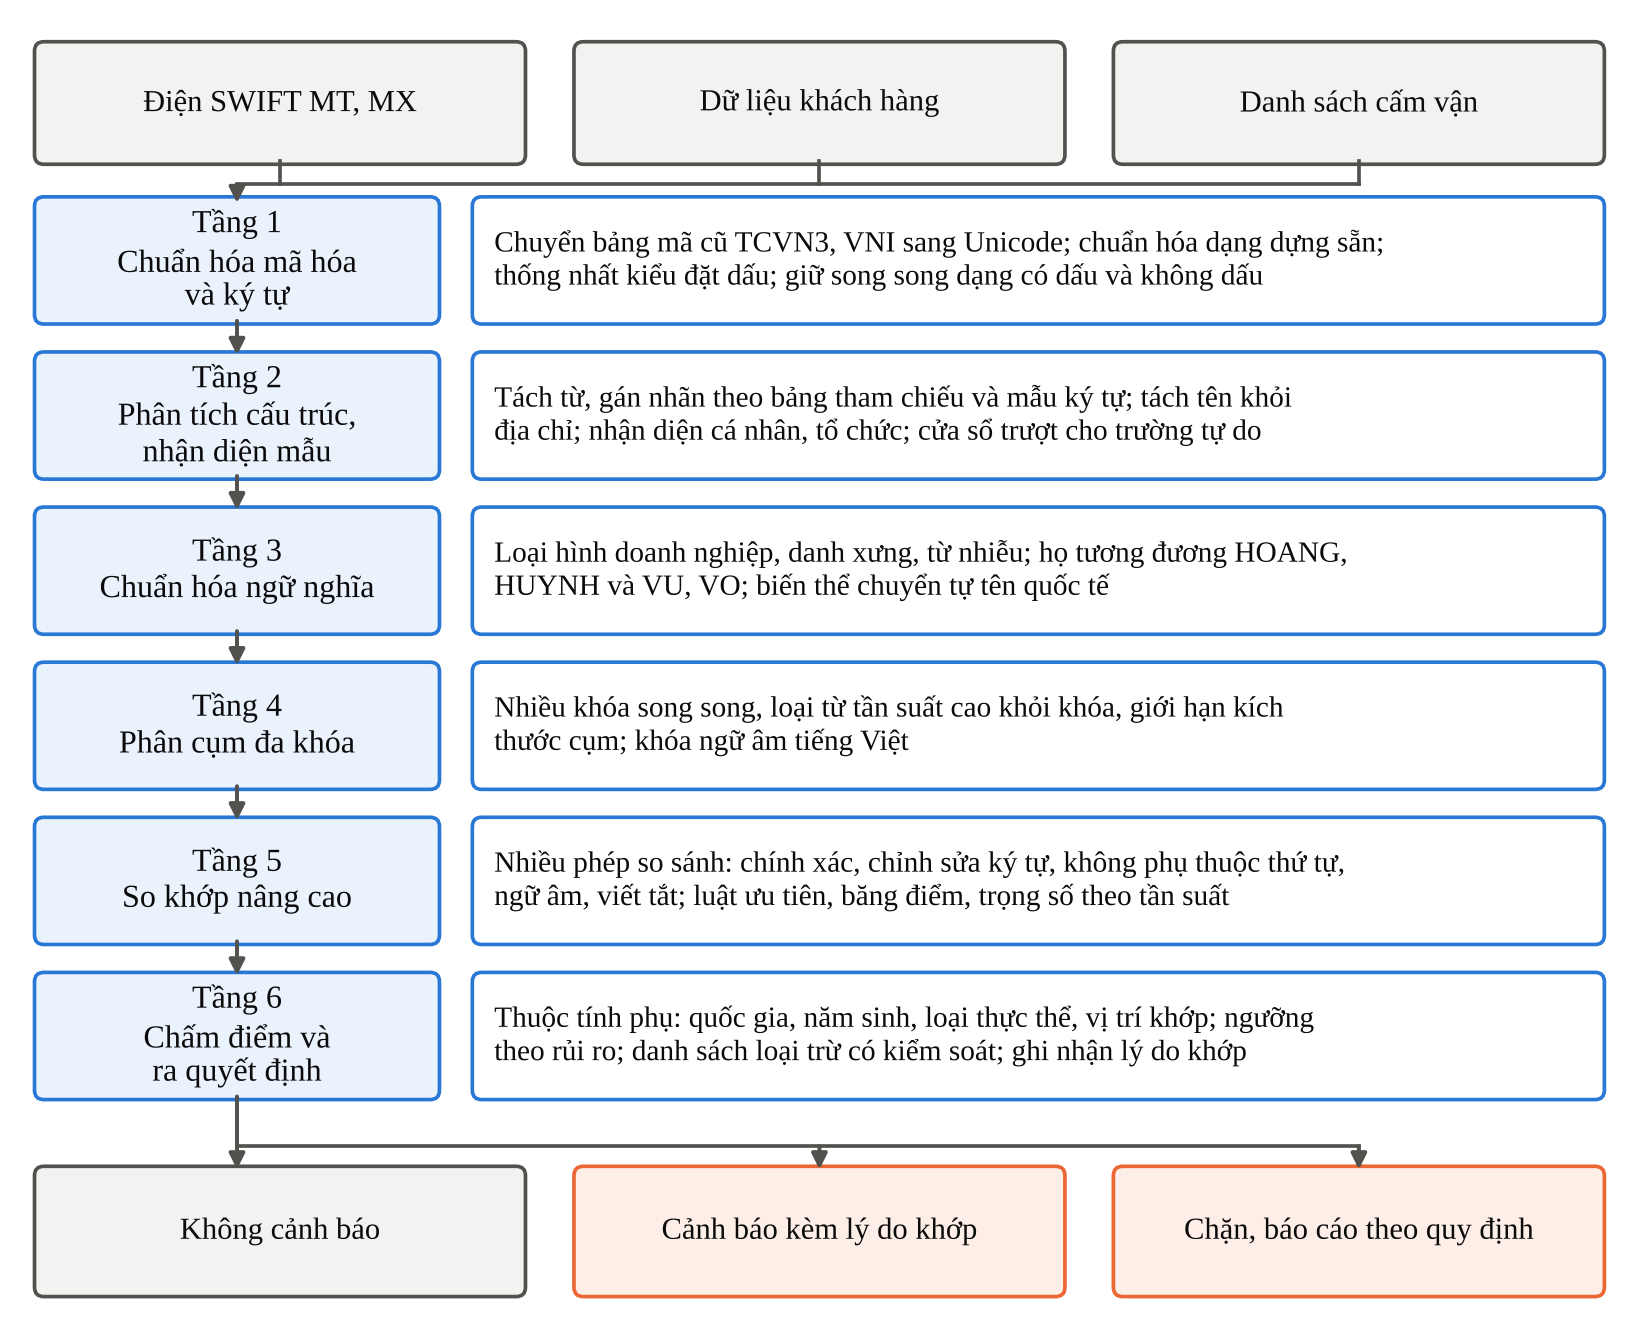 Điện SWIFT MT, MX
Dữ liệu khách hàng
Danh sách cấm vận
Tầng 1
Chuẩn hóa mã hóa
và ký tự
Chuyển bảng mã cũ TCVN3, VNI sang Unicode; chuẩn hóa dạng dựng sẵn;
thống nhất kiểu đặt dấu; giữ song song dạng có dấu và không dấu
Tầng 2
Phân tích cấu trúc,
nhận diện mẫu
Tách từ, gán nhãn theo bảng tham chiếu và mẫu ký tự; tách tên khỏi
địa chỉ; nhận diện cá nhân, tổ chức; cửa sổ trượt cho trường tự do
Tầng 3
Chuẩn hóa ngữ nghĩa
Loại hình doanh nghiệp, danh xưng, từ nhiễu; họ tương đương HOANG,
HUYNH và VU, VO; biến thể chuyển tự tên quốc tế
Tầng 4
Phân cụm đa khóa
Nhiều khóa song song, loại từ tần suất cao khỏi khóa, giới hạn kích
thước cụm; khóa ngữ âm tiếng Việt
Tầng 5
So khớp nâng cao
Nhiều phép so sánh: chính xác, chỉnh sửa ký tự, không phụ thuộc thứ tự,
ngữ âm, viết tắt; luật ưu tiên, băng điểm, trọng số theo tần suất
Tầng 6
Chấm điểm và
ra quyết định
Thuộc tính phụ: quốc gia, năm sinh, loại thực thể, vị trí khớp; ngưỡng
theo rủi ro; danh sách loại trừ có kiểm soát; ghi nhận lý do khớp
Không cảnh báo
Cảnh báo kèm lý do khớp
Chặn, báo cáo theo quy định